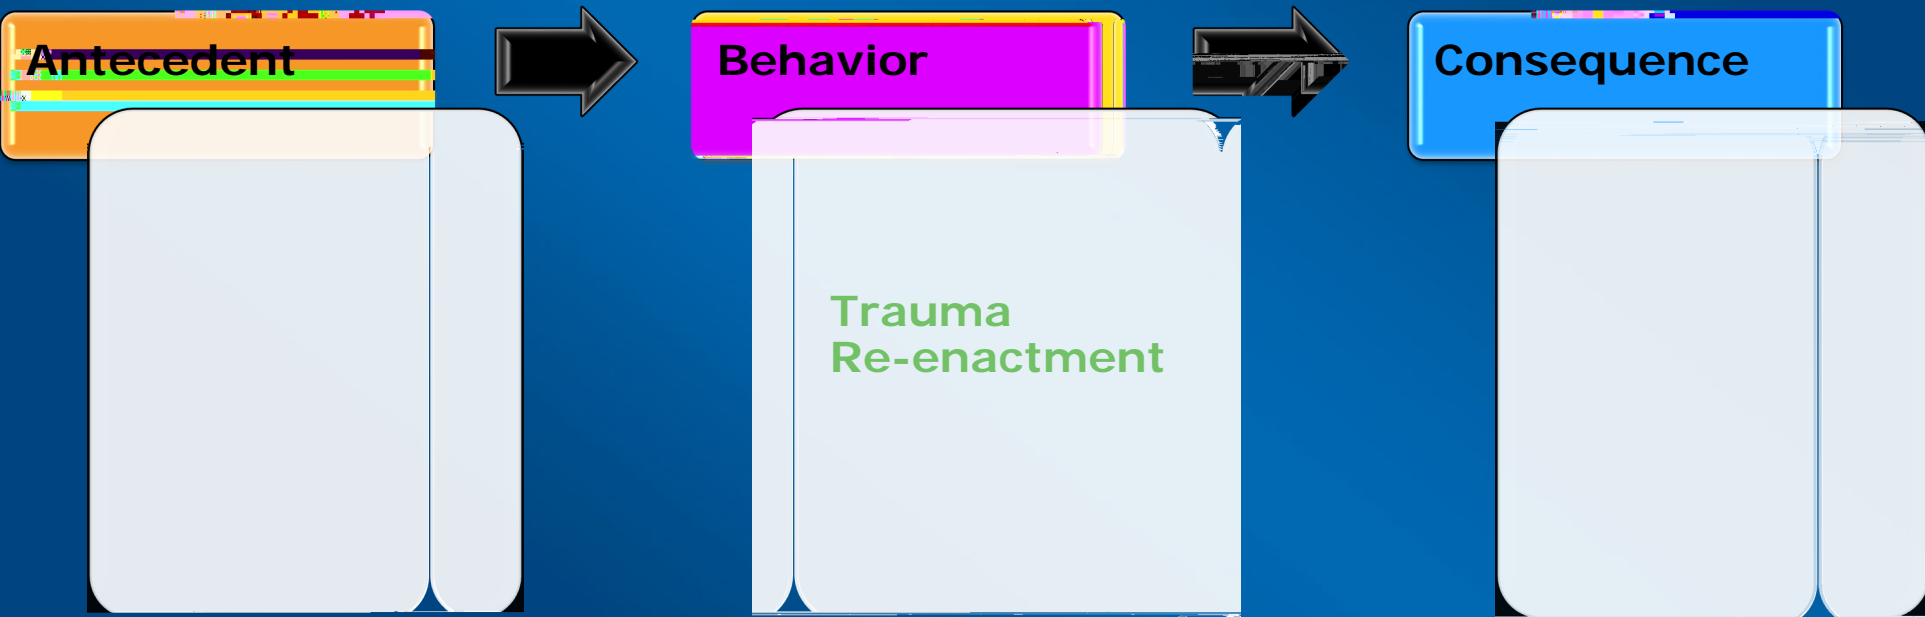 Antecedent
Behavior
Consequence
Trauma
Re-enactment